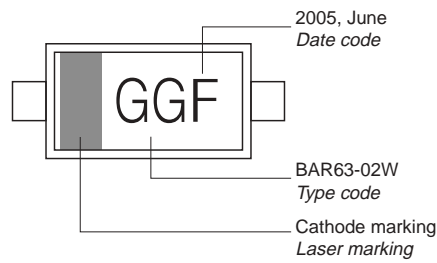 2005, June
Date code
GGF
BAR63-02W
Type code
Cathode marking
Laser marking